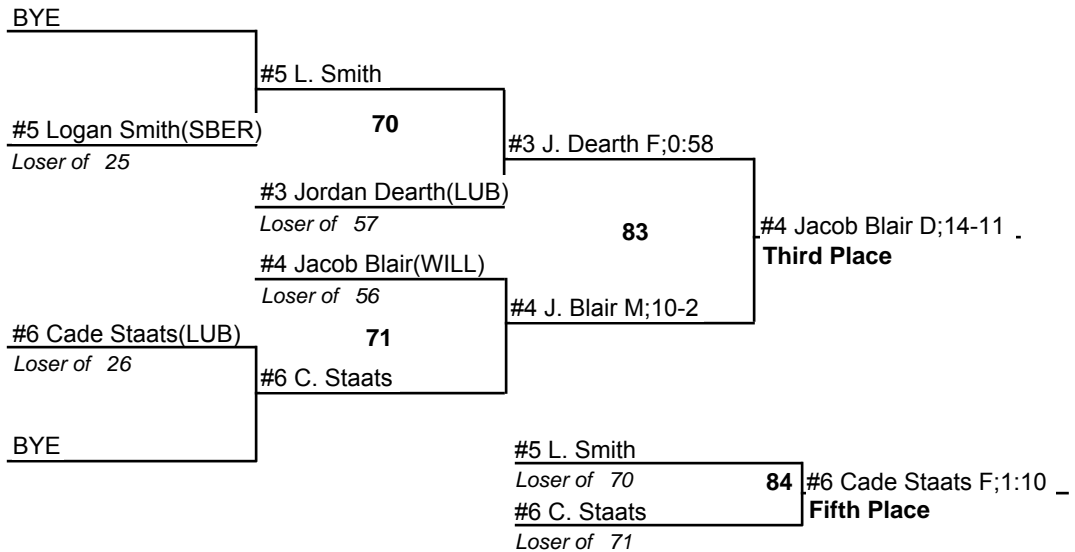 BYE
#5 L. Smith
#5 Logan Smith(SBER)
70
Loser of 25
#3 J. Dearth F;0:58
#3 Jordan Dearth(LUB)
Loser of 57
83
#4 Jacob Blair D;14-11
Third Place
#4 Jacob Blair(WILL)
Loser of 56
#4 J. Blair M;10-2
#6 Cade Staats(LUB)
71
Loser of 26
#6 C. Staats
BYE
#5 L. Smith
Loser of 70
84
#6 Cade Staats F;1:10
Fifth Place
#6 C. Staats
Loser of 71